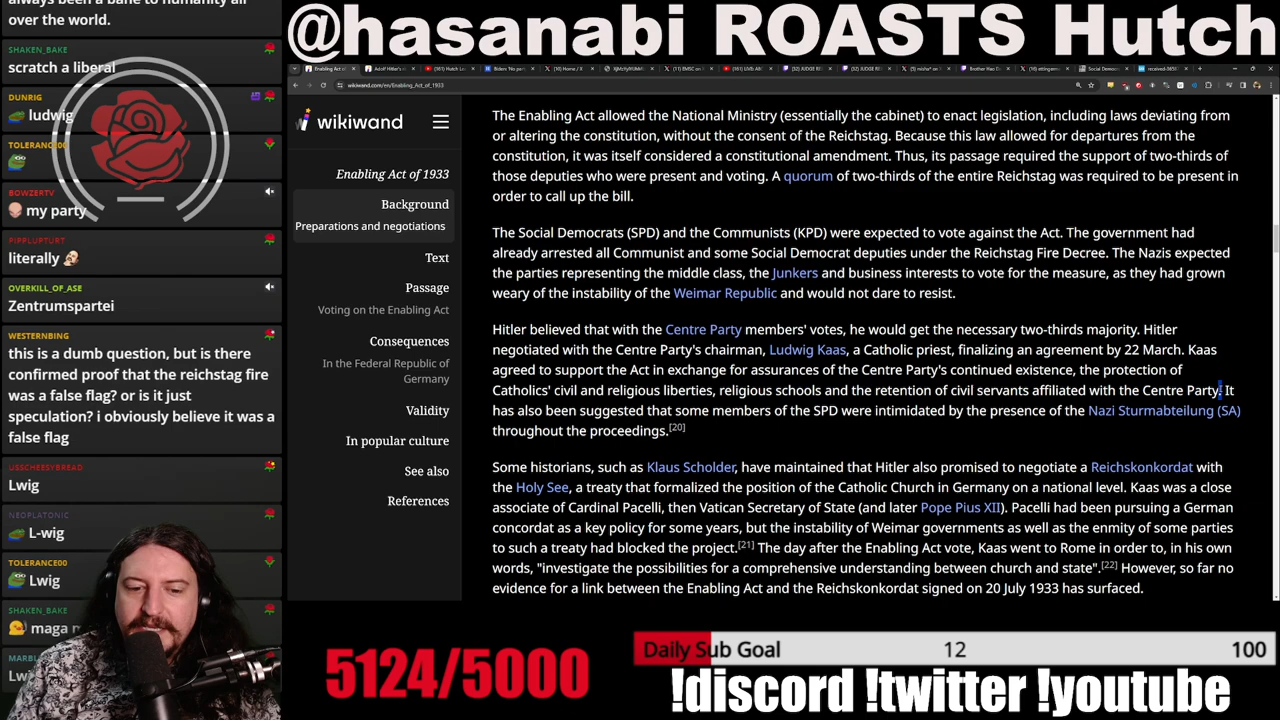 always been a bane to humanity all
over the world.
SHAKEN_BAKE
scratch a liberal
DUNRIG
ludwig
TOLERANCE00
BOWZERTV
my party
PIPPLUPTURT
literally
OVERKILL_OF_ASE
Zentrumspartei
WESTERNBING
this is a dumb question, but is there
confirmed proof that the reichstag fire
was a false flag? or is it just
speculation? i obviously believe it was a
false flag
USSCHEESYBREAD
Lwig
NEOPLATONIC
L-wig
TOLERANCE00
Lwig
SHAKEN_BAKE
maga
@hasanabi ROASTS Hutch
wikiwand.com/en/Enabling_Act_of_1933
wikiwand
Enabling Act of 1933
Background
Preparations and negotiations
Text
Passage
Voting on the Enabling Act
Consequences
In the Federal Republic of
Germany
Validity
In popular culture
See also
References
The Enabling Act allowed the National Ministry (essentially the cabinet) to enact legislation, including laws deviating from
or altering the constitution, without the consent of the Reichstag. Because this law allowed for departures from the
constitution, it was itself considered a constitutional amendment. Thus, its passage required the support of two-thirds of
those deputies who were present and voting. A quorum of two-thirds of the entire Reichstag was required to be present in
order to call up the bill.
The Social Democrats (SPD) and the Communists (KPD) were expected to vote against the Act. The government had
already arrested all Communist and some Social Democrat deputies under the Reichstag Fire Decree. The Nazis expected
the parties representing the middle class, the Junkers and business interests to vote for the measure, as they had grown
weary of the instability of the Weimar Republic and would not dare to resist.
Hitler believed that with the Centre Party members' votes, he would get the necessary two-thirds majority. Hitler
negotiated with the Centre Party's chairman, Ludwig Kaas, a Catholic priest, finalizing an agreement by 22 March. Kaas
agreed to support the Act in exchange for assurances of the Centre Party's continued existence, the protection of
Catholics' civil and religious liberties, religious schools and the retention of civil servants affiliated with the Centre Party. It
has also been suggested that some members of the SPD were intimidated by the presence of the Nazi Sturmabteilung (SA)
throughout the proceedings.[20]
Some historians, such as Klaus Scholder, have maintained that Hitler also promised to negotiate a Reichskonkordat with
the Holy See, a treaty that formalized the position of the Catholic Church in Germany on a national level. Kaas was a close
associate of Cardinal Pacelli, then Vatican Secretary of State (and later Pope Pius XII). Pacelli had been pursuing a German
concordat as a key policy for some years, but the instability of Weimar governments as well as the enmity of some parties
to such a treaty had blocked the project.[21] The day after the Enabling Act vote, Kaas went to Rome in order to, in his own
words, "investigate the possibilities for a comprehensive understanding between church and state".[22] However, so far no
evidence for a link between the Enabling Act and the Reichskonkordat signed on 20 July 1933 has surfaced.
5124/5000
Daily Sub Goal 12 100
!discord !twitter !youtube